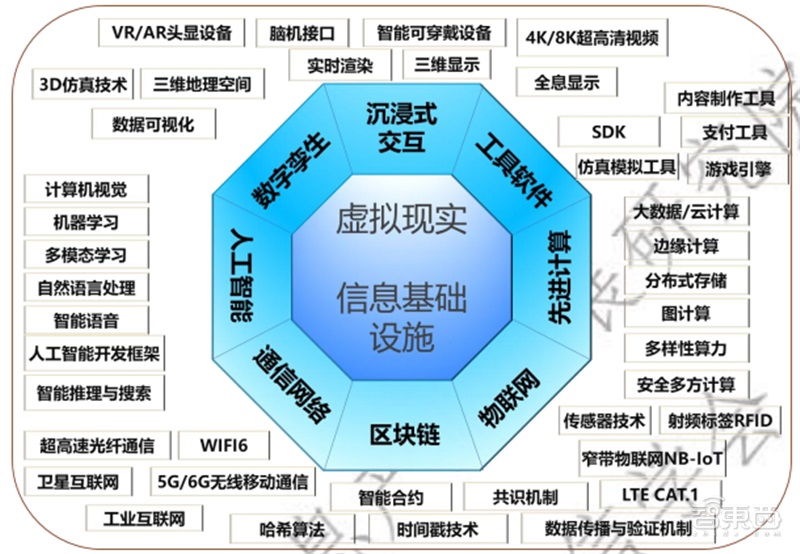 VR/AR头显设备
脑机接口
智能可穿戴设备
4K/8K超高清视频
实时渲染
三维显示
3D仿真技术
三维地理空间
全息显示
数据可视化
内容制作工具
SDK
支付工具
仿真模拟工具
游戏引擎
沉浸式
交互
数字孪生
工具软件
人工智能
先进计算
虚拟现实
信息基础
设施
通信网络
物联网
区块链
计算机视觉
机器学习
多模态学习
自然语言处理
智能语音
人工智能开发框架
智能推理与搜索
大数据/云计算
边缘计算
分布式存储
图计算
多样性算力
安全多方计算
传感器技术
射频标签RFID
窄带物联网NB-IoT
LTE CAT.1
超高速光纤通信
WIFI6
卫星互联网
5G/6G无线移动通信
工业互联网
智能合约
共识机制
哈希算法
时间戳技术
数据传播与验证机制
智东西